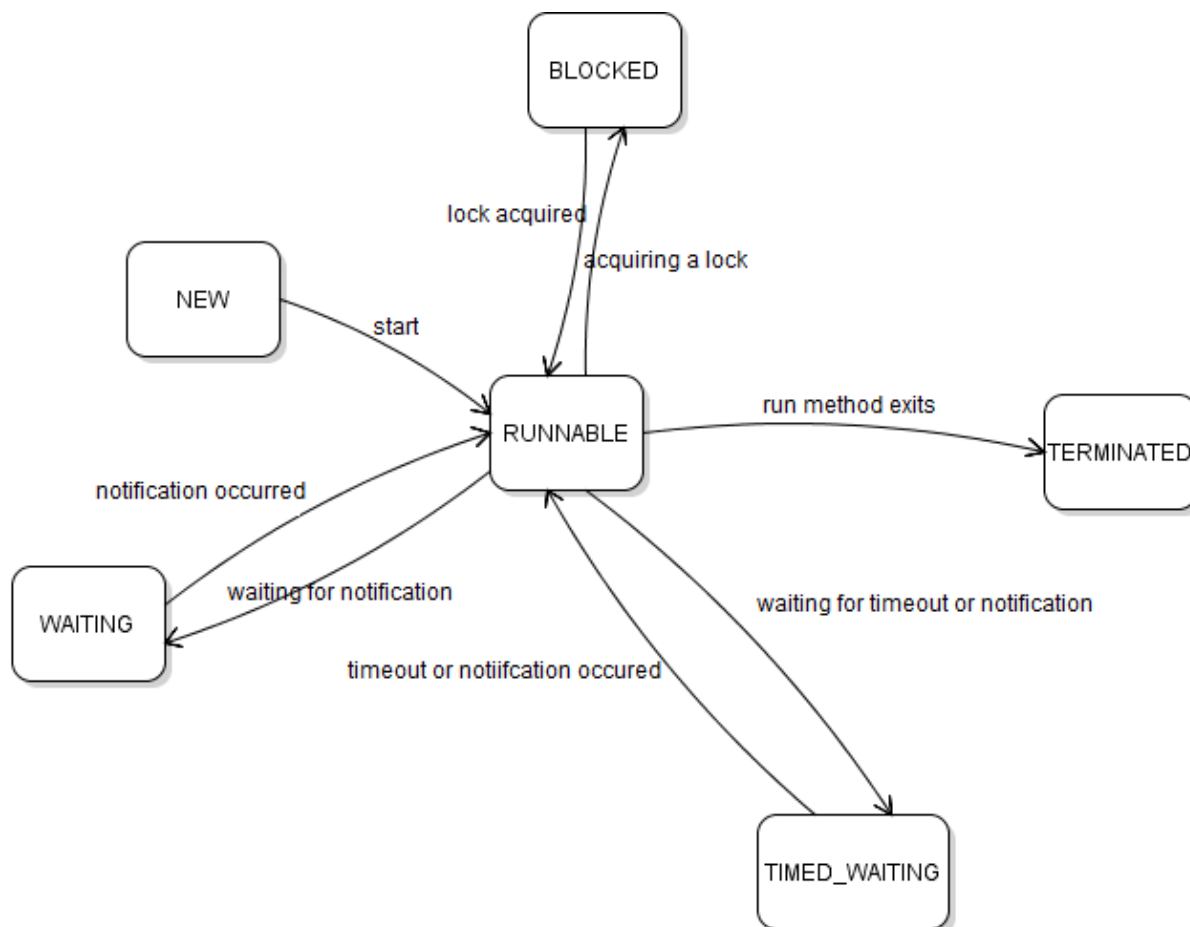 BLOCKED
lock acquired
acquiring a lock
NEW
start
run method exits
RUNNABLE
TERMINATED
notification occurred
waiting for notification
waiting for timeout or notification
WAITING
timeout or notiifcation occured
TIMED_WAITING